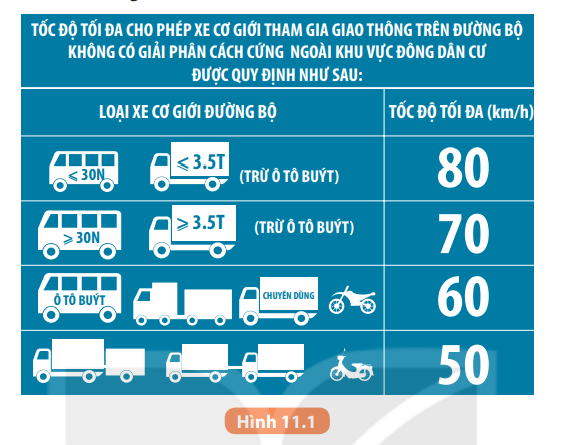 TỐC ĐỘ TỐI ĐA CHO PHÉP XE CƠ GIỚI THAM GIA GIAO THÔNG TRÊN ĐƯỜNG BỘ
KHÔNG CÓ GIẢI PHÂN CÁCH CỨNG NGOÀI KHU VỰC ĐÔNG DÂN CƯ
ĐƯỢC QUY ĐỊNH NHƯ SAU:
LOẠI XE CƠ GIỚI ĐƯỜNG BỘ TỐC ĐỘ TỐI ĐA (km/h)
⩽ 30N ⩽ 3.5T (TRỪ Ô TÔ BUÝT) 80
⩾ 30N ⩾ 3.5T (TRỪ Ô TÔ BUÝT) 70
Ô TÔ BUÝT CHUYÊN DÙNG 60
50
Hình 11.1